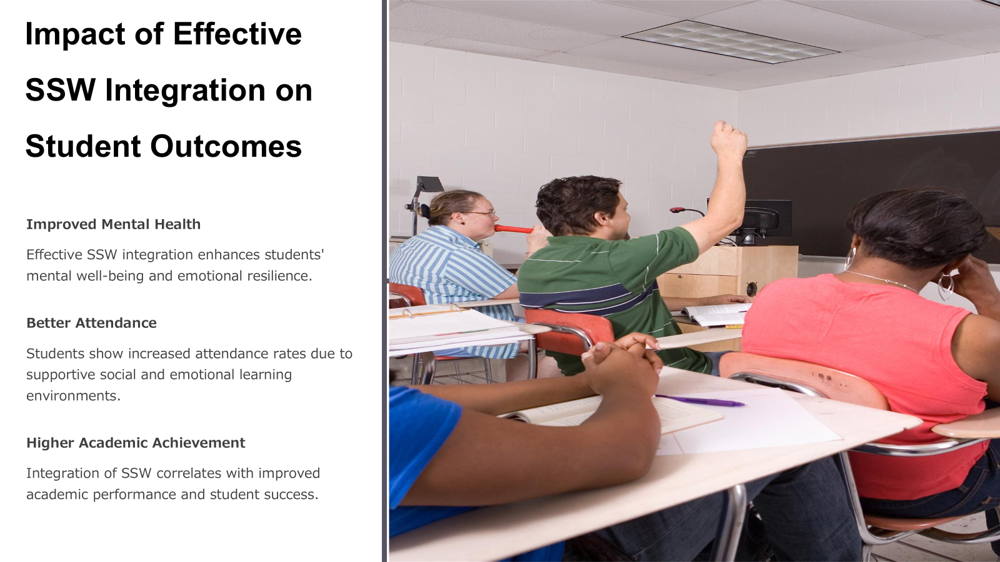 Impact of Effective
SSW Integration on
Student Outcomes
Improved Mental Health
Effective SSW integration enhances students'
mental well-being and emotional resilience.
Better Attendance
Students show increased attendance rates due to
supportive social and emotional learning
environments.
Higher Academic Achievement
Integration of SSW correlates with improved
academic performance and student success.